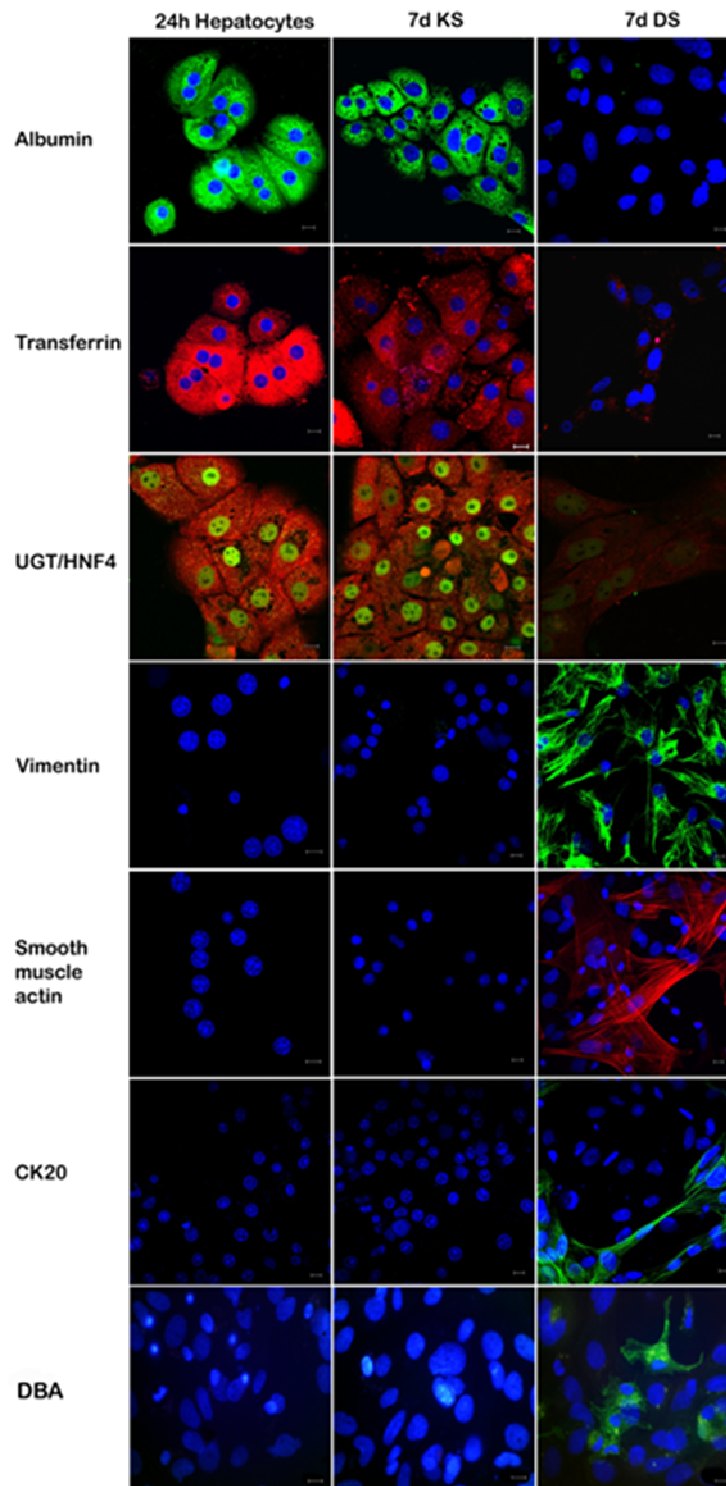 24h Hepatocytes 7d KS 7d DS
Albumin
Transferrin
UGT/HNF4
Vimentin
Smooth
muscle
actin
CK20
DBA